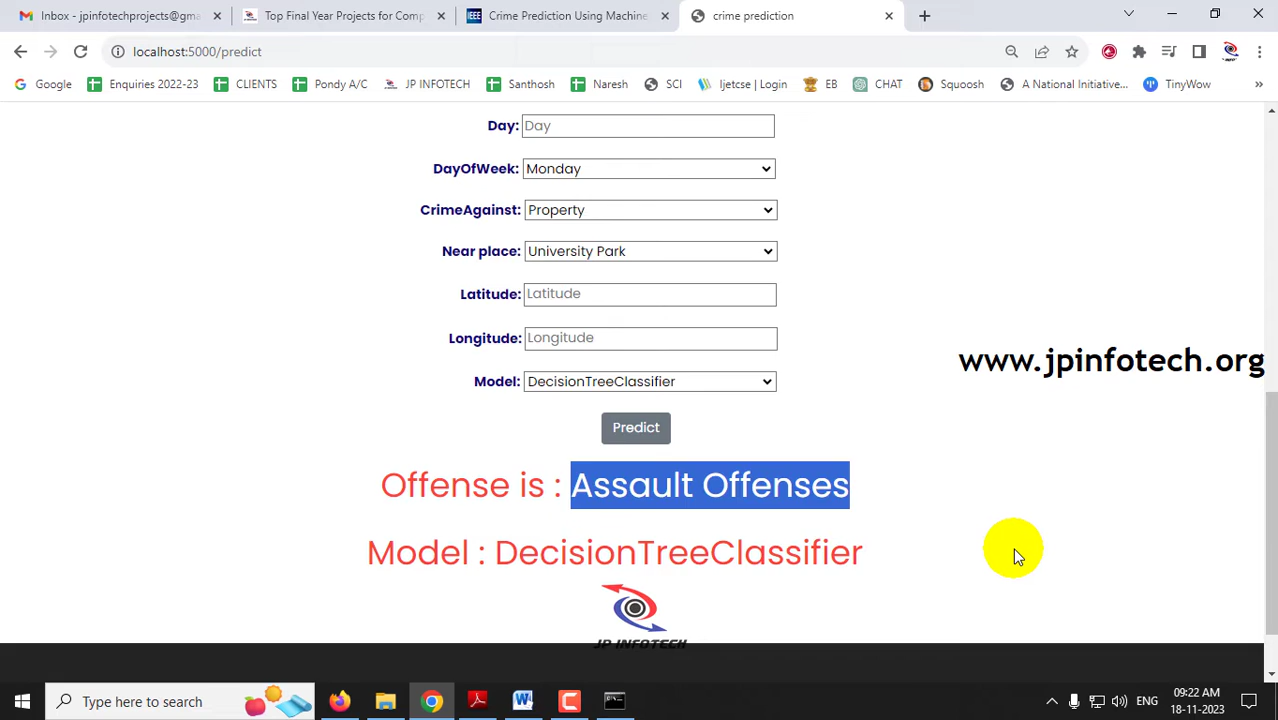 Inbox - jpinfotechprojects@gma
Top Final Year Projects for Comp
IEEE
Crime Prediction Using Machine
crime prediction
localhost:5000/predict
Google
Enquiries 2022-23
CLIENTS
Pondy A/C
JP INFOTECH
Santhosh
Naresh
SCI
Ijetcse | Login
EB
CHAT
Squoosh
A National Initiative...
TinyWow
»
Day: Day
DayOfWeek: Monday
CrimeAgainst: Property
Near place: University Park
Latitude: Latitude
Longitude: Longitude
www.jpinfotech.org
Model: DecisionTreeClassifier
Predict
Offense is : Assault Offenses
Model : DecisionTreeClassifier
JP INFOTECH
Type here to search
ENG
09:22 AM
18-11-2023